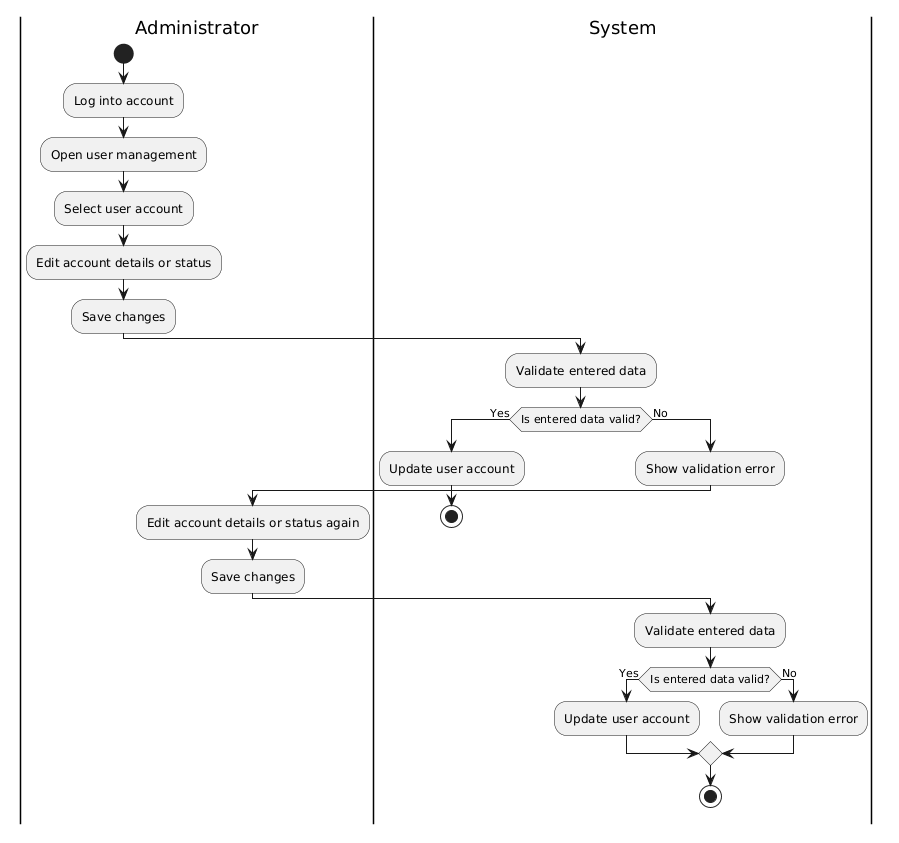 Administrator
System
Log into account
Open user management
Select user account
Edit account details or status
Save changes
Validate entered data
Yes
Is entered data valid?
No
Update user account
Show validation error
Edit account details or status again
Save changes
Validate entered data
Yes
Is entered data valid?
No
Update user account
Show validation error